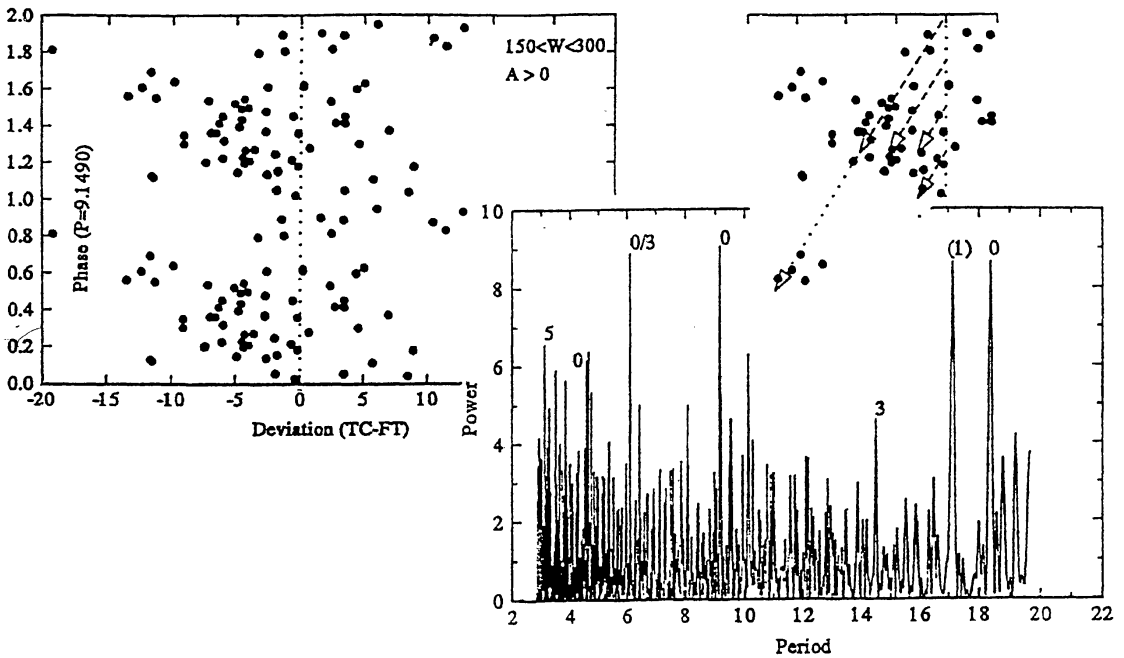 2.0
1.8
1.6
1.4
1.2
1.0
0.8
0.6
0.4
0.2
0.0
Phase (P=9.1490)
150<W<300
A > 0
-20 -15 -10 -5 0 5 10
Deviation (TC-FT)
10
8
6
4
2
0
Power
5
0
0/3
0
3
(1) 0
2 4 6 8 10 12 14 16 18 20 22
Period